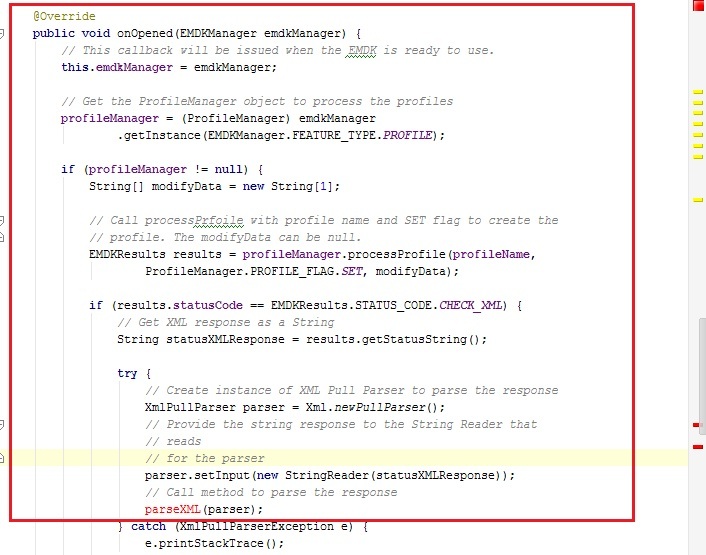 @Override
public void onOpened(EMDKManager emdkManager) {
// This callback will be issued when the EMDK is ready to use.
this.emdkManager = emdkManager;
// Get the ProfileManager object to process the profiles
profileManager = (ProfileManager) emdkManager
.getInstance(EMDKManager.FEATURE_TYPE.PROFILE);
if (profileManager != null) {
String[] modifyData = new String[1];
// Call processPrfoile with profile name and SET flag to create the
// profile. The modifyData can be null.
EMDKResults results = profileManager.processProfile(profileName,
ProfileManager.PROFILE_FLAG.SET, modifyData);
if (results.statusCode == EMDKResults.STATUS_CODE.CHECK_XML) {
// Get XML response as a String
String statusXMLResponse = results.getStatusString();
try {
// Create instance of XML Pull Parser to parse the response
XmlPullParser parser = Xml.newPullParser();
// Provide the string response to the String Reader that
// reads
// for the parser
parser.setInput(new StringReader(statusXMLResponse));
// Call method to parse the response
parseXML(parser);
} catch (XmlPullParserException e) {
e.printStackTrace();